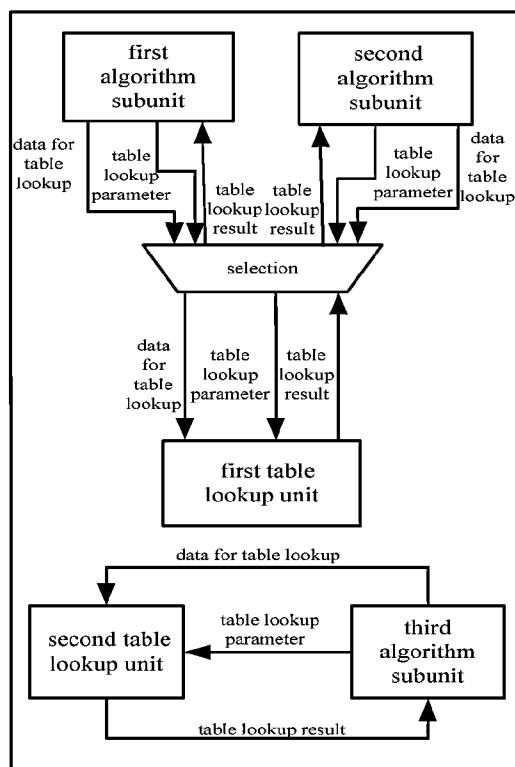 first
algorithm
subunit
second
algorithm
subunit
data for
table
lookup
table
lookup
parameter
table
lookup
result
table
lookup
result
table
lookup
parameter
data
for
table
lookup
selection
data
for
table
lookup
table
lookup
parameter
table
lookup
result
first table
lookup unit
data for table lookup
second table
lookup unit
table lookup
parameter
third
algorithm
subunit
table lookup result